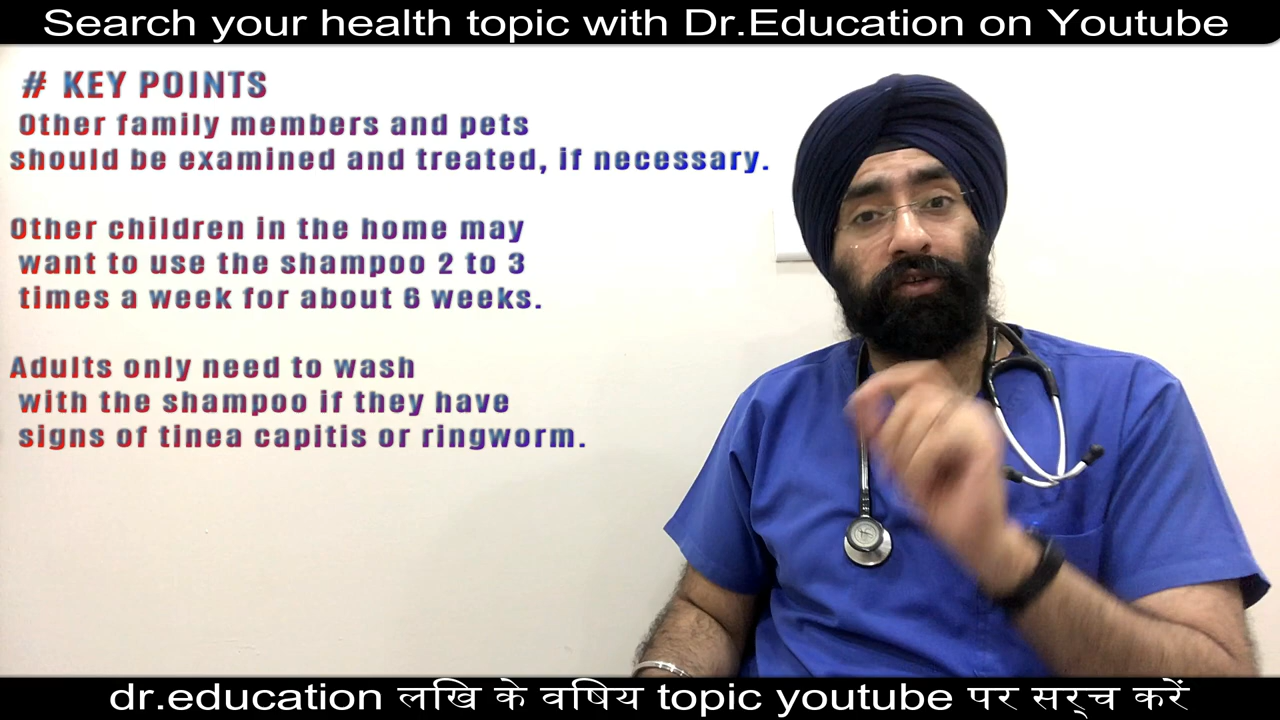 Search your health topic with Dr.Education on Youtube
# KEY POINTS
Other family members and pets
should be examined and treated, if necessary.
Other children in the home may
want to use the shampoo 2 to 3
times a week for about 6 weeks.
Adults only need to wash
with the shampoo if they have
signs of tinea capitis or ringworm.
dr.education लखि के वषिय topic youtube पर सर्च करें